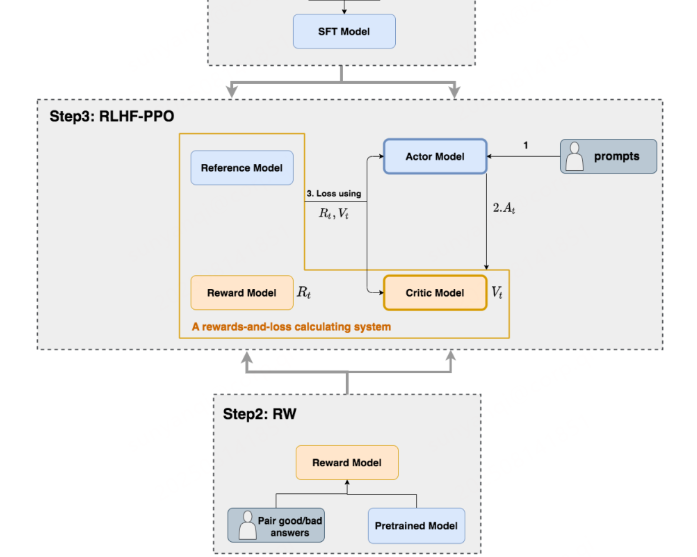 SFT Model
Step3: RLHF-PPO
Reference Model
Actor Model
1
prompts
3. Loss using
R_t, V_t
2.A_t
Reward Model
R_t
Critic Model
V_t
A rewards-and-loss calculating system
Step2: RW
Reward Model
Pair good/bad
answers
Pretrained Model